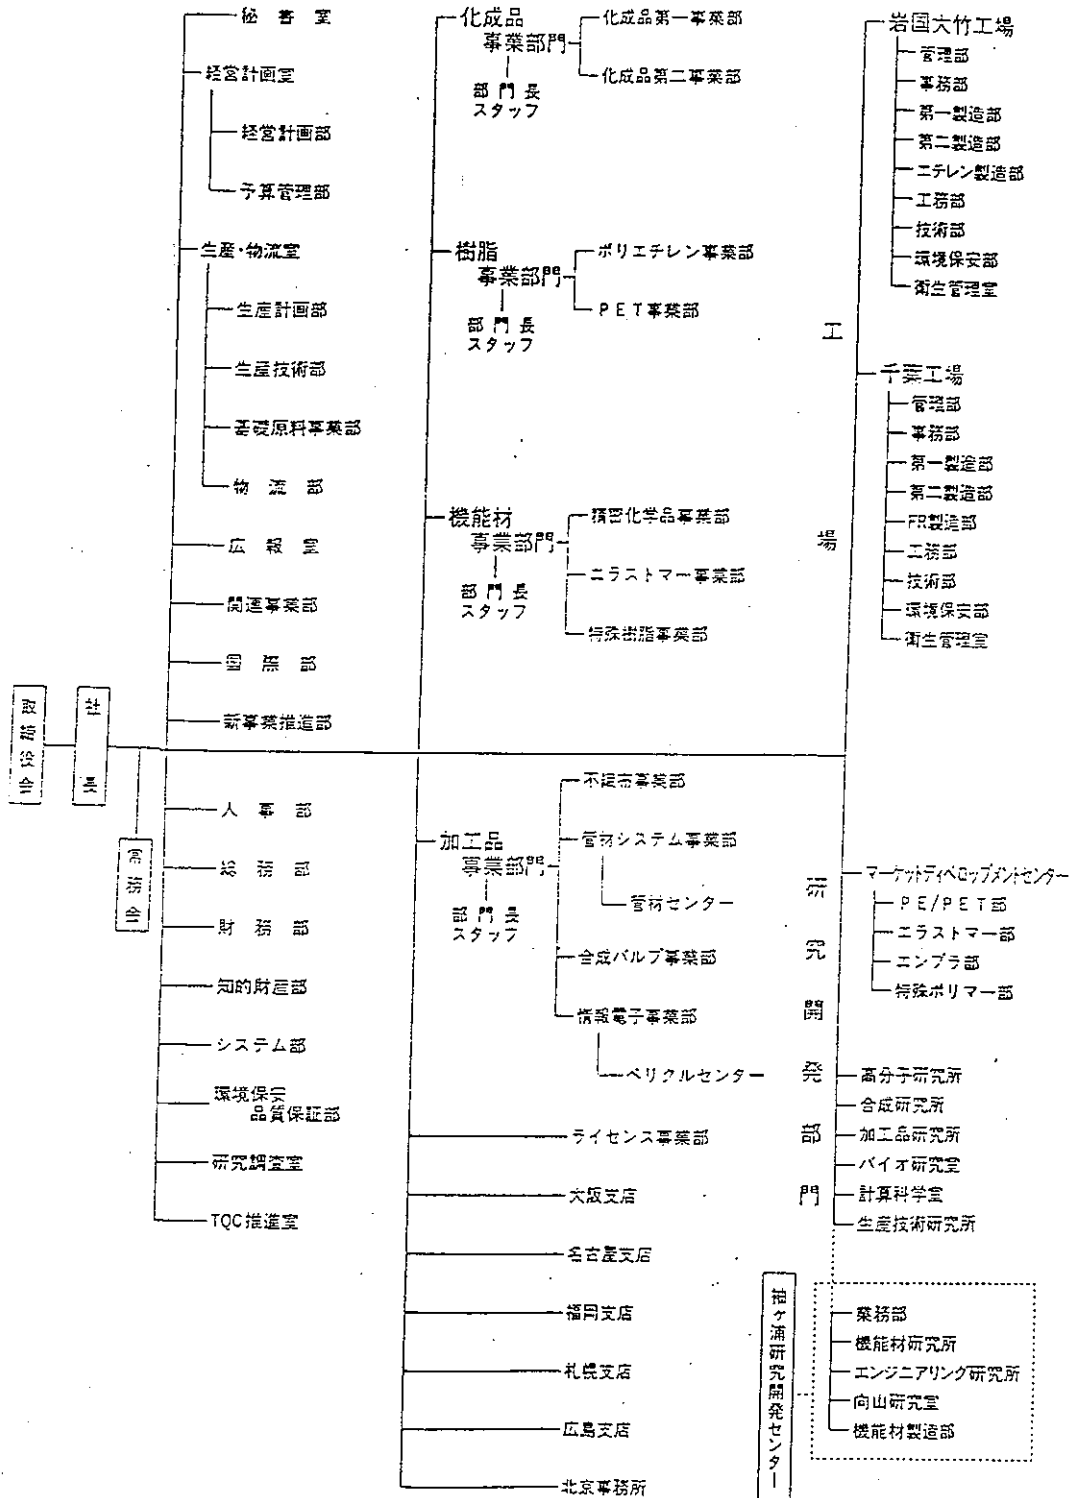 取締役会
社長
常務会
秘書室
経営計画室
経営計画部
予算管理部
生産・物流室
生産計画部
生産技術部
基礎原料事業部
物流部
広報室
関連事業部
国際部
新事業推進部
人事部
総務部
財務部
知的財産部
システム部
環境保安
品質保証部
研究調査室
TQC推進室
化成品
事業部門
部門長
スタッフ
化成品第一事業部
化成品第二事業部
樹脂
事業部門
部門長
スタッフ
ポリエチレン事業部
PET事業部
機能材
事業部門
部門長
スタッフ
精密化学品事業部
エラストマー事業部
特殊樹脂事業部
加工品
事業部門
部門長
スタッフ
不織布事業部
管材システム事業部
管材センター
合成パルプ事業部
情報電子事業部
ペリクルセンター
ライセンス事業部
大阪支店
名古屋支店
福岡支店
札幌支店
広島支店
北京事務所
工場
岩国大竹工場
管理部
事務部
第一製造部
第二製造部
エチレン製造部
工務部
技術部
環境保安部
衛生管理室
千葉工場
管理部
事務部
第一製造部
第二製造部
FR製造部
工務部
技術部
環境保安部
衛生管理室
研究開発部門
マーケットディベロップメントセンター
PE/PET部
エラストマー部
エンプラ部
特殊ポリマー部
高分子研究所
合成研究所
加工品研究所
バイオ研究室
計算科学室
生産技術研究所
袖ヶ浦研究開発センター
業務部
機能材研究所
エンジニアリング研究所
向山研究室
機能材製造部